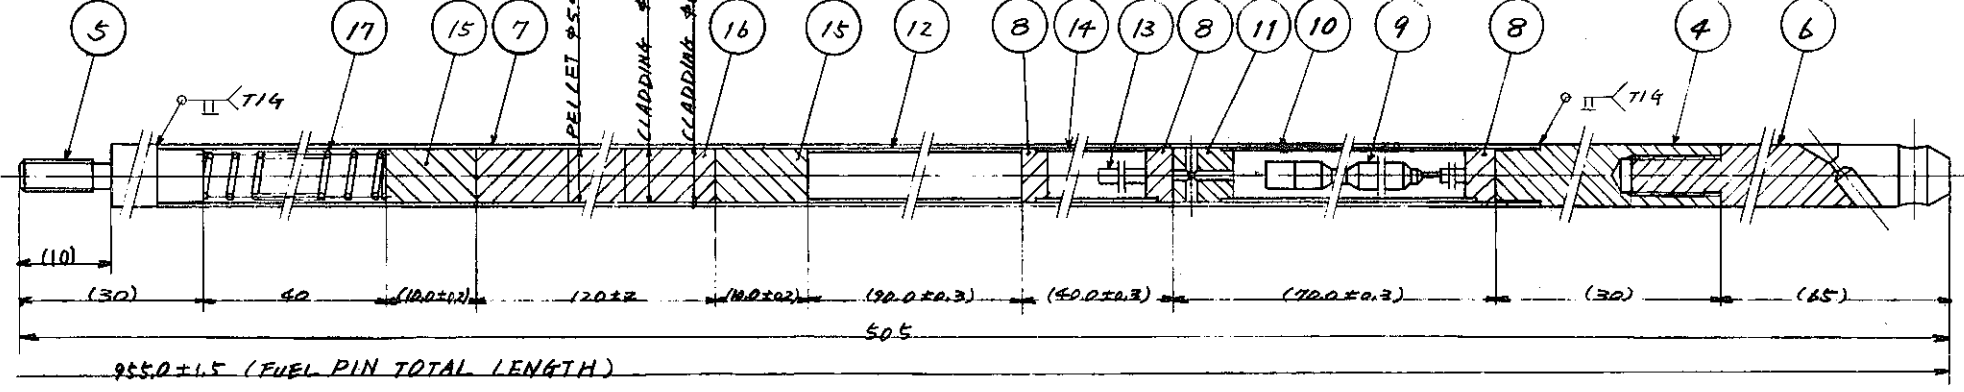 5 17 15 7 16 15 12 8 14 13 8 11 10 9 8 4 6
PELLET
CLADDING
CLADDING
TIG
TIG
(10)
(30) 40 (10.0±0.2) 120±2 (10.0±0.2) (90.0±0.3) (40.0±0.3) (70.0±0.3) (30) (65)
505
955.0±1.5 (FUEL PIN TOTAL LENGTH)